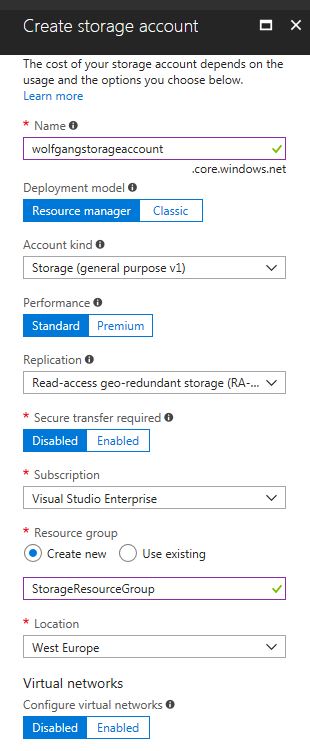 Create storage account
The cost of your storage account depends on the
usage and the options you choose below.
Learn more
* Name
wolfgangstorageaccount
.core.windows.net
Deployment model
Resource manager Classic
Account kind
Storage (general purpose v1)
Performance
Standard Premium
Replication
Read-access geo-redundant storage (RA-...
* Secure transfer required
Disabled Enabled
* Subscription
Visual Studio Enterprise
* Resource group
Create new Use existing
StorageResourceGroup
* Location
West Europe
Virtual networks
Configure virtual networks
Disabled Enabled